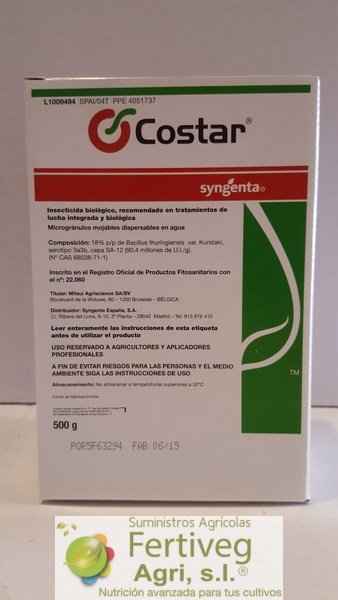 L1009494 SPAI/04T PPE 4051737
Costar®
syngenta®
Insecticida biológico, recomendado en tratamientos de
lucha integrada y biológica
Microgránulos mojables dispersables en agua
Composición: 18% p/p de Bacillus thuringiensis var. Kurstaki,
serotipo 3a3b, cepa SA-12 (90,4 millones de U.I./g).
(Nº CAS 68038-71-1)
Inscrito en el Registro Oficial de Productos Fitosanitarios con
el nº: 22.060
Titular: Mitsui Agriscience SA/BV
Boulevard de la Woluwe, 60 – 1200 Bruselas – BÉLGICA
Distribuidor: Syngenta España, S.A.
C/. Ribera del Loira, 8-10, 3ª Planta – 28042 Madrid - Tel. 913 876 410
Leer enteramente las instrucciones de esta etiqueta
antes de utilizar el producto
USO RESERVADO A AGRICULTORES Y APLICADORES
PROFESIONALES
A FIN DE EVITAR RIESGOS PARA LAS PERSONAS Y EL MEDIO
AMBIENTE SIGA LAS INSTRUCCIONES DE USO
Almacenamiento: No almacenar a temperaturas superiores a 30ºC
Fecha de fabricación/lote:
500 g
POR5F63294 FAB:06/15
TM
Suministros Agrícolas
Fertiveg
Agri, s.l.®
Nutrición avanzada para tus cultivos